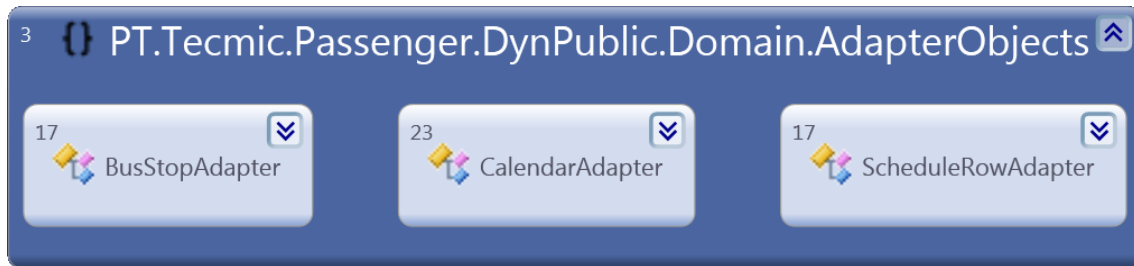 3 {} PT.Tecmic.Passenger.DynPublic.Domain.AdapterObjects
17 23 17
BusStopAdapter CalendarAdapter ScheduleRowAdapter